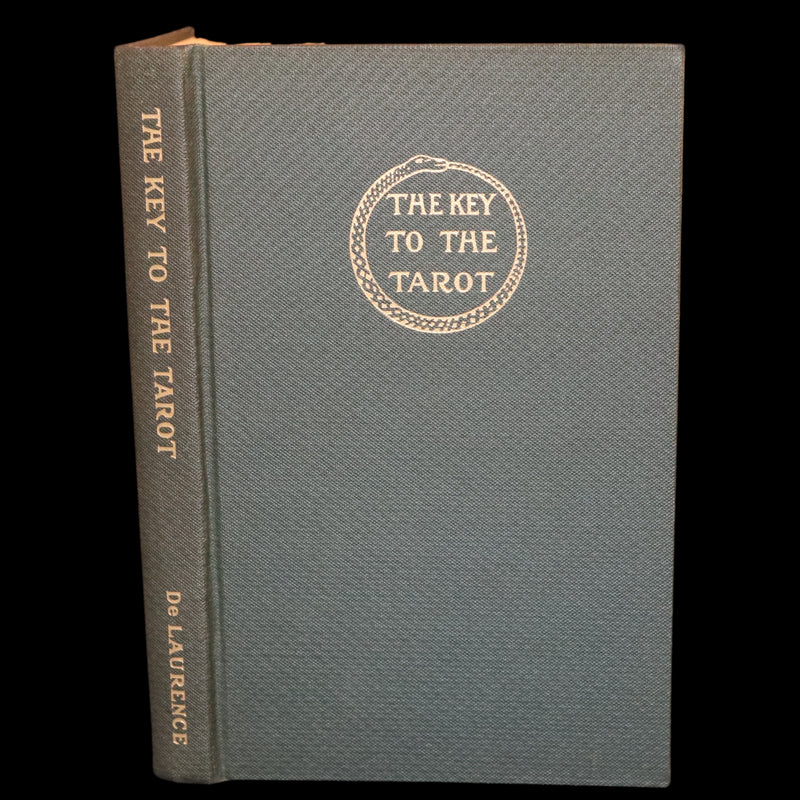 THE KEY TO THE TAROT
De LAURENCE
THE KEY
TO THE
TAROT